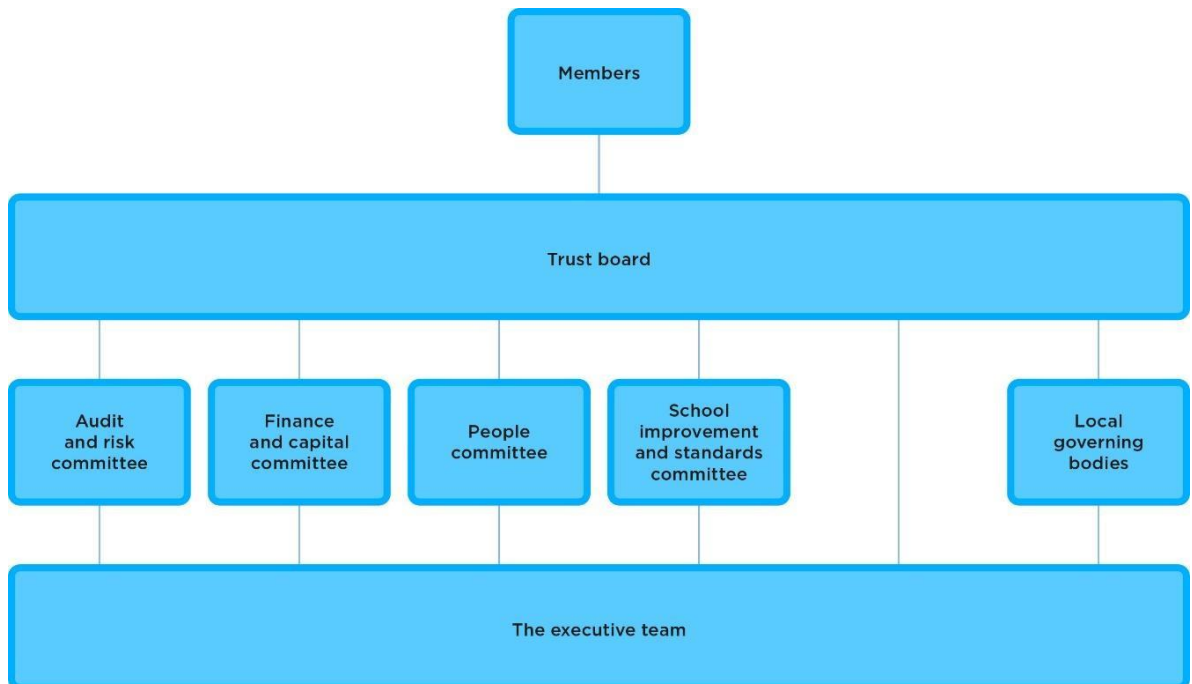 Members
Trust board
Audit
and risk
committee
Finance
and capital
committee
People
committee
School
improvement
and standards
committee
Local
governing
bodies
The executive team